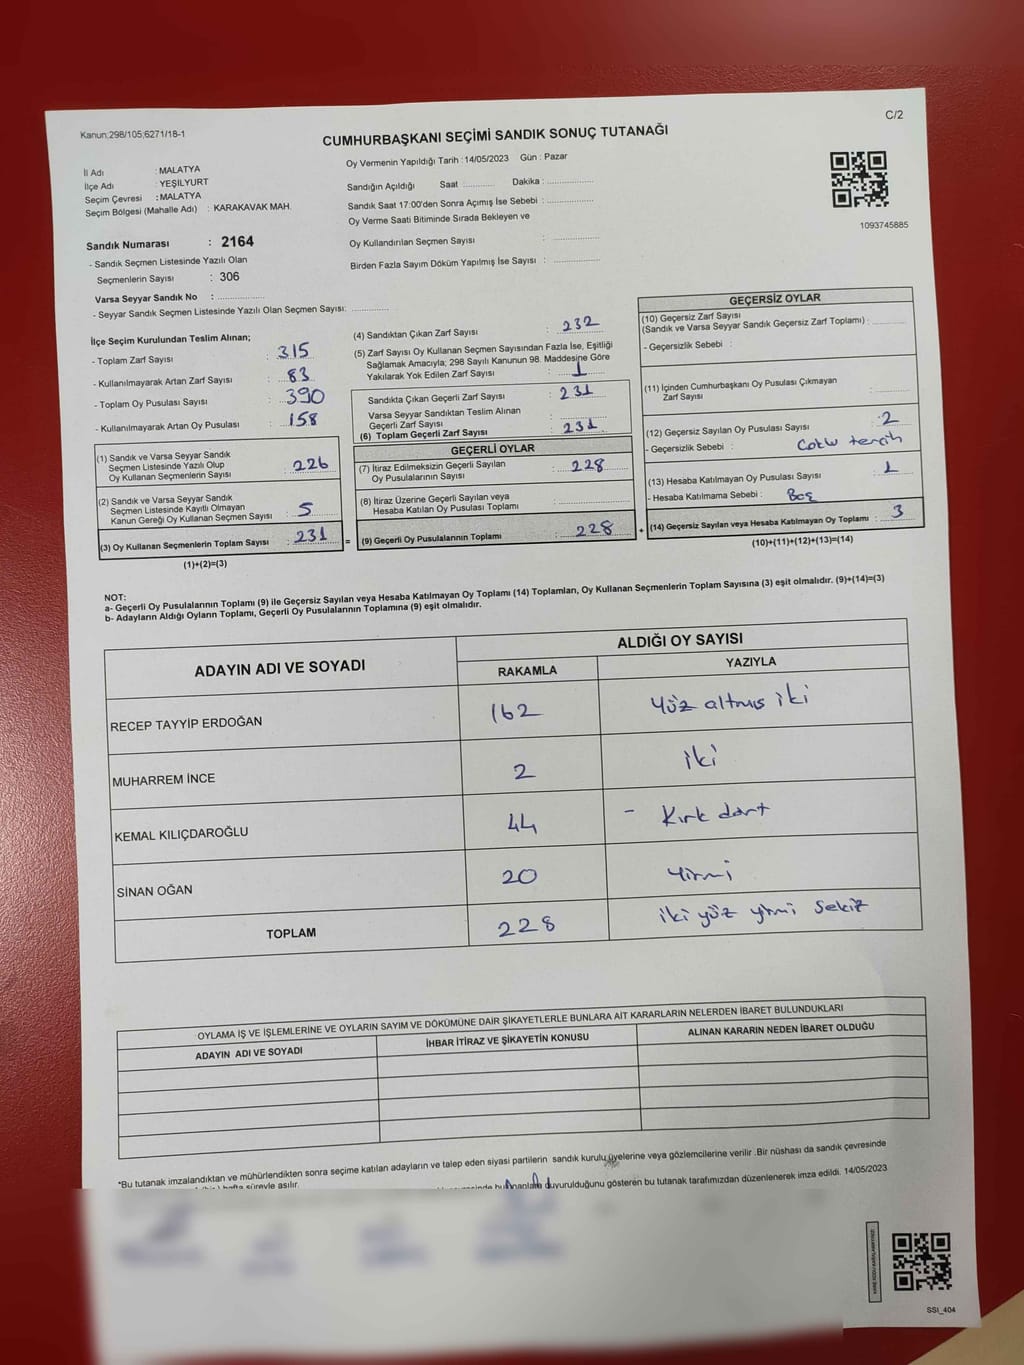 Kanun:298/105;6271/18-1
C/2
CUMHURBAŞKANI SEÇİMİ SANDIK SONUÇ TUTANAĞI
İl Adı : MALATYA
İlçe Adı : YEŞİLYURT
Seçim Çevresi : MALATYA
Seçim Bölgesi (Mahalle Adı) : KARAKAVAK MAH.
Oy Vermenin Yapıldığı Tarih : 14/05/2023 Gün : Pazar
Sandığın Açıldığı Saat :............ Dakika :.................
Sandık Saat 17:00'den Sonra Açımış İse Sebebi :.................
Oy Verme Saati Bitiminde Sırada Bekleyen ve
Oy Kullandırılan Seçmen Sayısı :.................
Birden Fazla Sayım Döküm Yapılmış İse Sayısı :.................
1093745885
Sandık Numarası : 2164
- Sandık Seçmen Listesinde Yazılı Olan
Seçmenlerin Sayısı : 306
Varsa Seyyar Sandık No :.................
- Seyyar Sandık Seçmen Listesinde Yazılı Olan Seçmen Sayısı:.............
İlçe Seçim Kurulundan Teslim Alınan;
- Toplam Zarf Sayısı : 315
- Kullanılmayarak Artan Zarf Sayısı : 83
- Toplam Oy Pusulası Sayısı : 390
- Kullanılmayarak Artan Oy Pusulası : 158
(1) Sandık ve Varsa Seyyar Sandık
Seçmen Listesinde Yazılı Olup
Oy Kullanan Seçmenlerin Sayısı : 226
(2) Sandık ve Varsa Seyyar Sandık
Seçmen Listesinde Kayıtlı Olmayan
Kanun Gereği Oy Kullanan Seçmen Sayısı : 5
(3) Oy Kullanan Seçmenlerin Toplam Sayısı : 231 =
(1)+(2)=(3)
(4) Sandıktan Çıkan Zarf Sayısı : 232
(5) Zarf Sayısı Oy Kullanan Seçmen Sayısından Fazla İse, Eşitliği
Sağlamak Amacıyla; 298 Sayılı Kanunun 98. Maddesine Göre
Yakılarak Yok Edilen Zarf Sayısı : 1
Sandıkta Çıkan Geçerli Zarf Sayısı : 231
Varsa Seyyar Sandıktan Teslim Alınan
Geçerli Zarf Sayısı :
(6) Toplam Geçerli Zarf Sayısı : 231
GEÇERLİ OYLAR
(7) İtiraz Edilmeksizin Geçerli Sayılan
Oy Pusulasının Sayısı : 228
(8) İtiraz Üzerine Geçerli Sayılan veya
Hesaba Katılan Oy Pusulası Toplamı :
(9) Geçerli Oy Pusulalarının Toplamı : 228 +
GEÇERSİZ OYLAR
(10) Geçersiz Zarf Sayısı
(Sandık ve Varsa Seyyar Sandık Geçersiz Zarf Toplamı) :
- Geçersizlik Sebebi :
(11) İçinden Cumhurbaşkanı Oy Pusulası Çıkmayan
Zarf Sayısı :
(12) Geçersiz Sayılan Oy Pusulası Sayısı : 2
- Geçersizlik Sebebi : Coklu tercih
(13) Hesaba Katılmayan Oy Pusulası Sayısı : 1
- Hesaba Katılmama Sebebi : Boş
(14) Geçersiz Sayılan veya Hesaba Katılmayan Oy Toplamı : 3
(10)+(11)+(12)+(13)=(14)
NOT:
a- Geçerli Oy Pusulalarının Toplamı (9) ile Geçersiz Sayılan veya Hesaba Katılmayan Oy Toplamı (14) Toplamları, Oy Kullanan Seçmenlerin Toplam Sayısına (3) eşit olmalıdır. (9)+(14)=(3)
b- Adayların Aldığı Oyların Toplamı, Geçerli Oy Pusulalarının Toplamına (9) eşit olmalıdır.
ADAYIN ADI VE SOYADI ALDIĞI OY SAYISI
RAKAMLA YAZIYLA
RECEP TAYYİP ERDOĞAN 162 Yüz altmıs iki
MUHARREM İNCE 2 iki
KEMAL KILIÇDAROĞLU 44 - Kırk dört
SİNAN OĞAN 20 Yirmi
TOPLAM 228 iki yüz yirmi sekiz
OYLAMA İŞ VE İŞLEMLERİNE VE OYLARIN SAYIM VE DÖKÜMÜNE DAİR ŞİKAYETLERLE BUNLARA AİT KARARLARIN NELERDEN İBARET BULUNDUKLARI
ADAYIN ADI VE SOYADI İHBAR İTİRAZ VE ŞİKAYETİN KONUSU ALINAN KARARIN NEDEN İBARET OLDUĞU
*Bu tutanak imzalandıktan ve mühürlendikten sonra seçime katılan adayların ve talep eden siyasi partilerin sandık kurulu üyelerine veya gözlemcilerine verilir .Bir nüshası da sandık çevresinde
hafta süreyle asılır. duyurulduğunu gösteren bu tutanak tarafımızdan düzenlenerek imza edildi. 14/05/2023
SSI_404